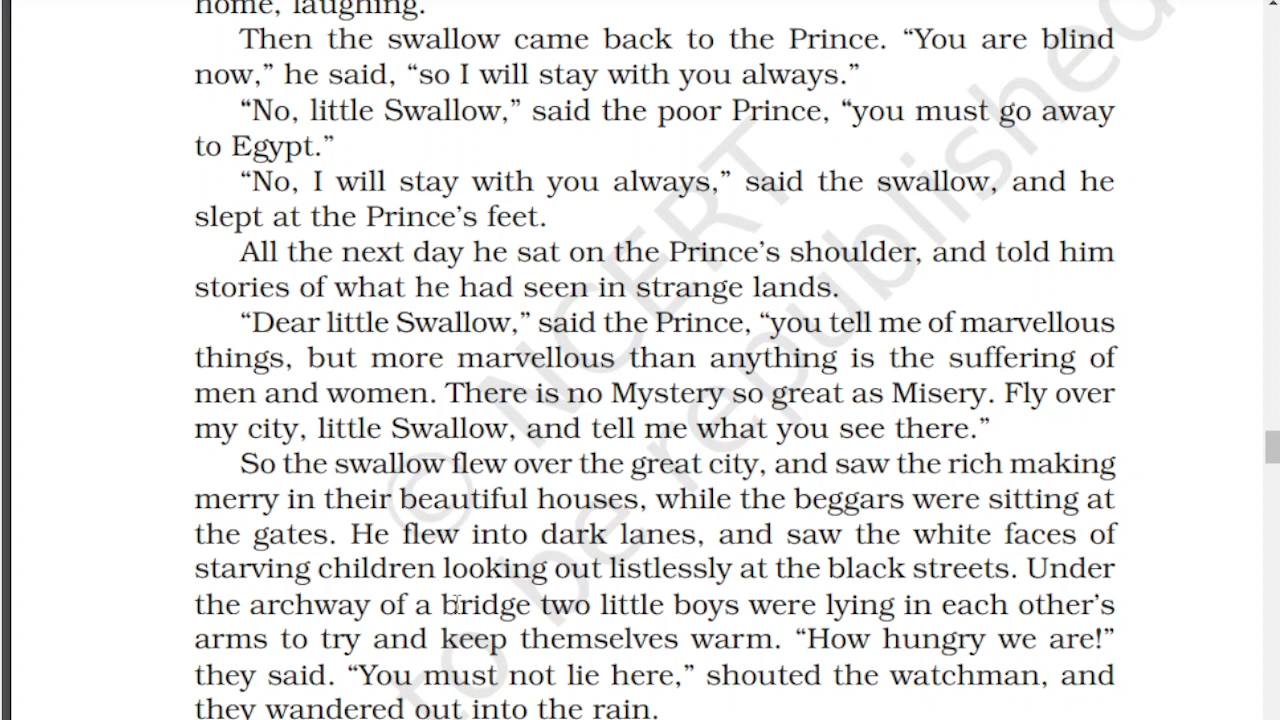 home, laughing.
Then the swallow came back to the Prince. “You are blind
now,” he said, “so I will stay with you always.”
“No, little Swallow,” said the poor Prince, “you must go away
to Egypt.”
“No, I will stay with you always,” said the swallow, and he
slept at the Prince’s feet.
All the next day he sat on the Prince’s shoulder, and told him
stories of what he had seen in strange lands.
“Dear little Swallow,” said the Prince, “you tell me of marvellous
things, but more marvellous than anything is the suffering of
men and women. There is no Mystery so great as Misery. Fly over
my city, little Swallow, and tell me what you see there.”
So the swallow flew over the great city, and saw the rich making
merry in their beautiful houses, while the beggars were sitting at
the gates. He flew into dark lanes, and saw the white faces of
starving children looking out listlessly at the black streets. Under
the archway of a bridge two little boys were lying in each other’s
arms to try and keep themselves warm. “How hungry we are!”
they said. “You must not lie here,” shouted the watchman, and
they wandered out into the rain.
© NCERT
to be republished